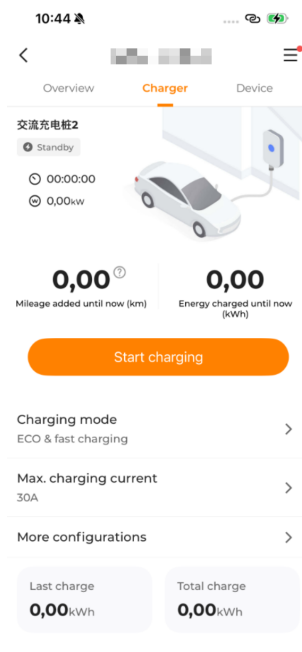 10:44
Overview
Charger
Device
交流充电桩2
Standby
00:00:00
W 0,00kW
0,00 ?
Mileage added until now (km)
0,00
Energy charged until now
(kWh)
Start charging
Charging mode
ECO & fast charging
Max. charging current
30A
More configurations
Last charge
0,00kWh
Total charge
0,00kWh